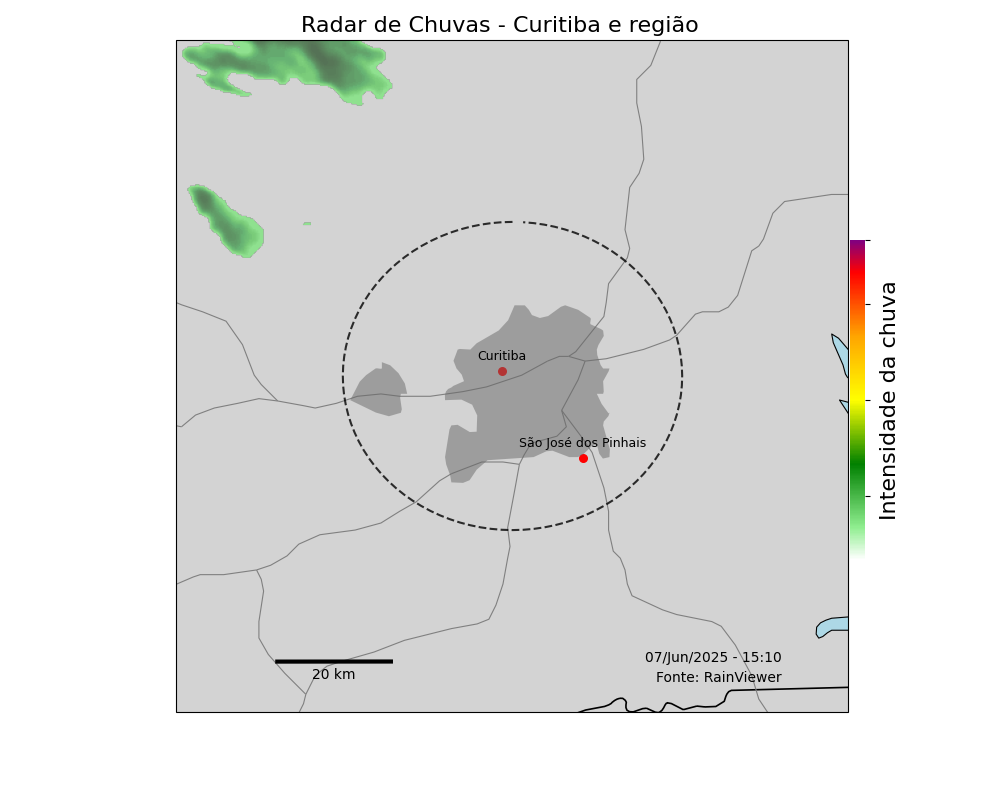 Radar de Chuvas - Curitiba e região
Curitiba
São José dos Pinhais
Intensidade da chuva
20 km
07/Jun/2025 - 15:10
Fonte: RainViewer